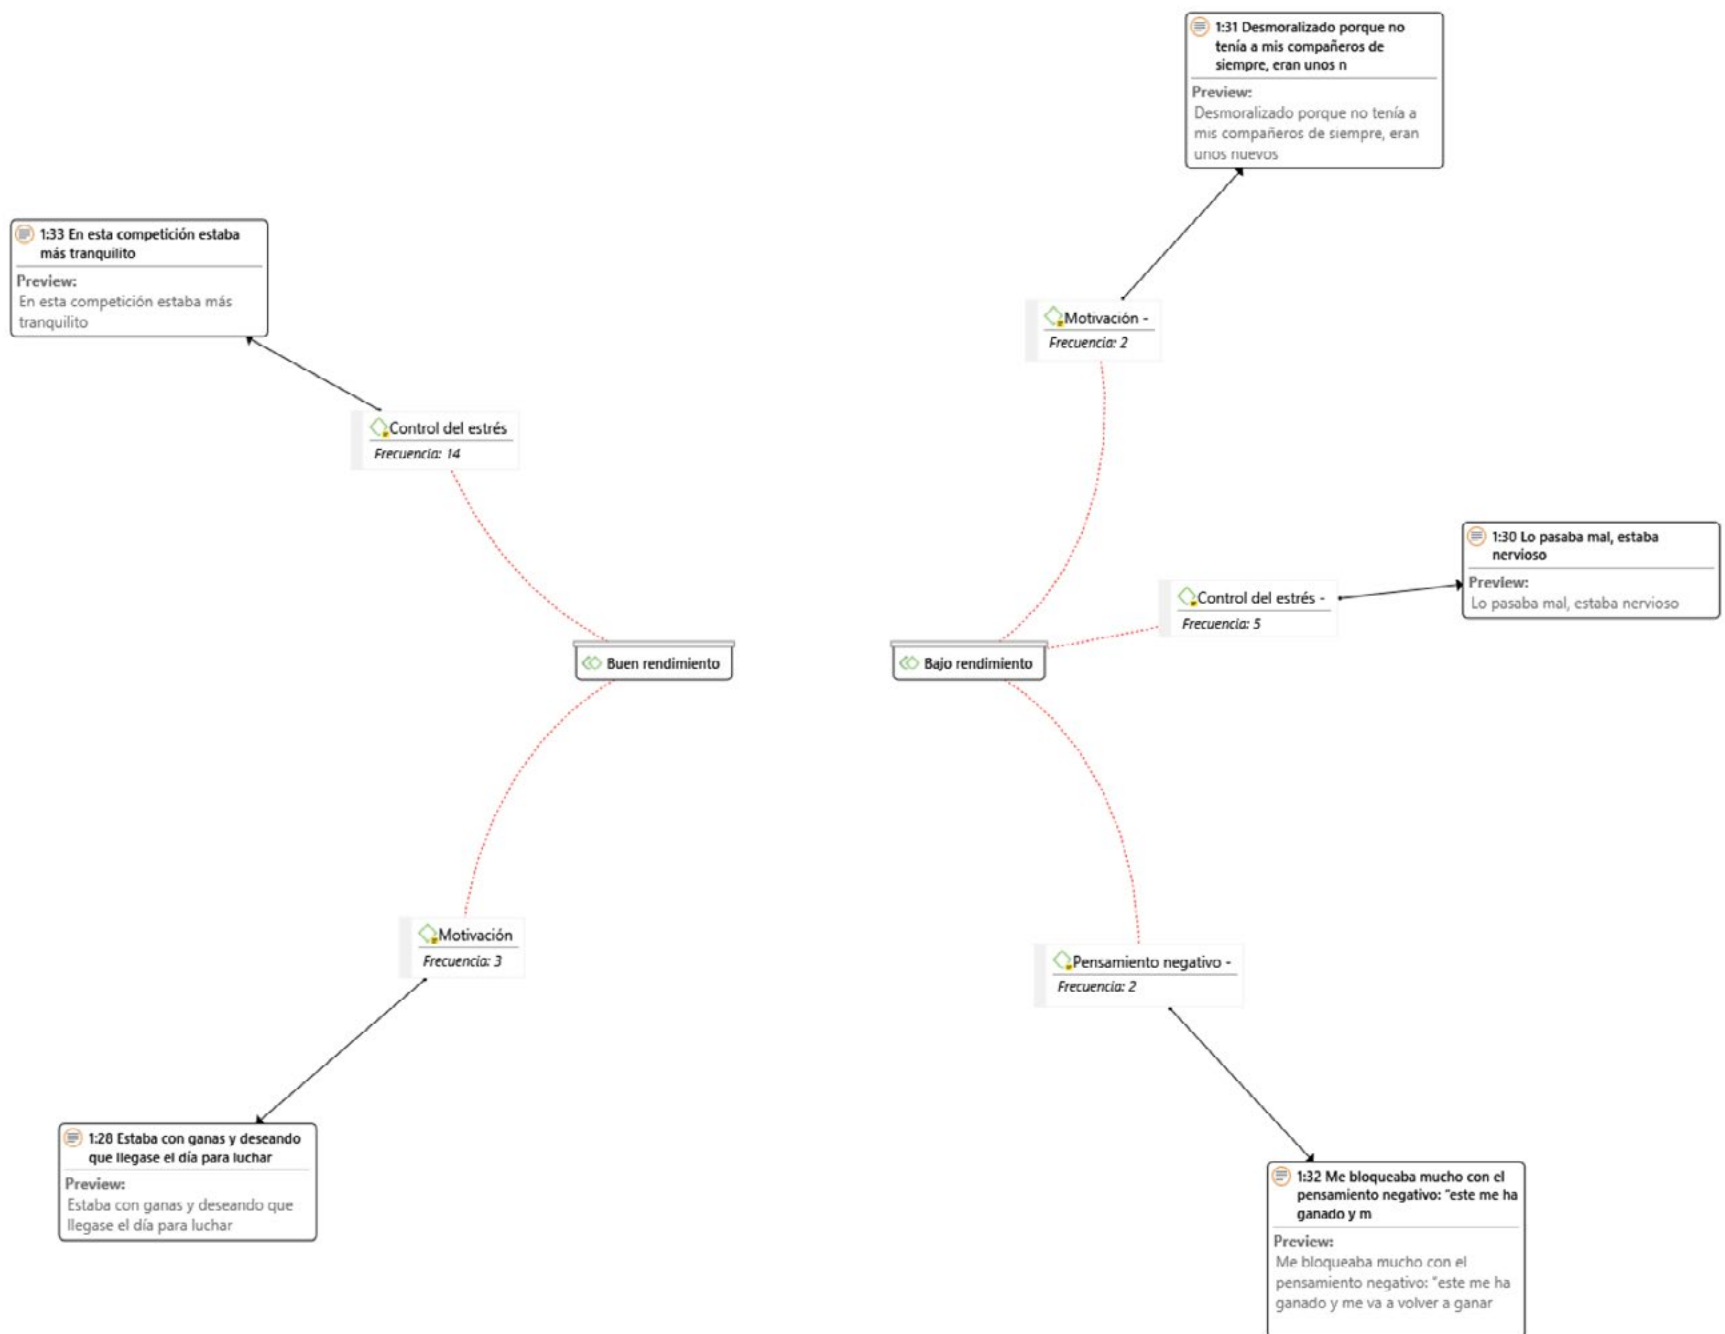 1:31 Desmoralizado porque no
tenía a mis compañeros de
siempre, eran unos n
Preview:
Desmoralizado porque no tenía a
mis compañeros de siempre, eran
unos nuevos
1:33 En esta competición estaba
más tranquilito
Preview:
En esta competición estaba más
tranquilito
Motivación -
Frecuencia: 2
Control del estrés
Frecuencia: 14
1:30 Lo pasaba mal, estaba
nervioso
Preview:
Lo pasaba mal, estaba nervioso
Control del estrés -
Frecuencia: 5
Buen rendimiento
Bajo rendimiento
Motivación
Frecuencia: 3
Pensamiento negativo -
Frecuencia: 2
1:28 Estaba con ganas y deseando
que llegase el día para luchar
Preview:
Estaba con ganas y deseando que
llegase el día para luchar
1:32 Me bloqueaba mucho con el
pensamiento negativo: "este me ha
ganado y m
Preview:
Me bloqueaba mucho con el
pensamiento negativo: "este me ha
ganado y me va a volver a ganar